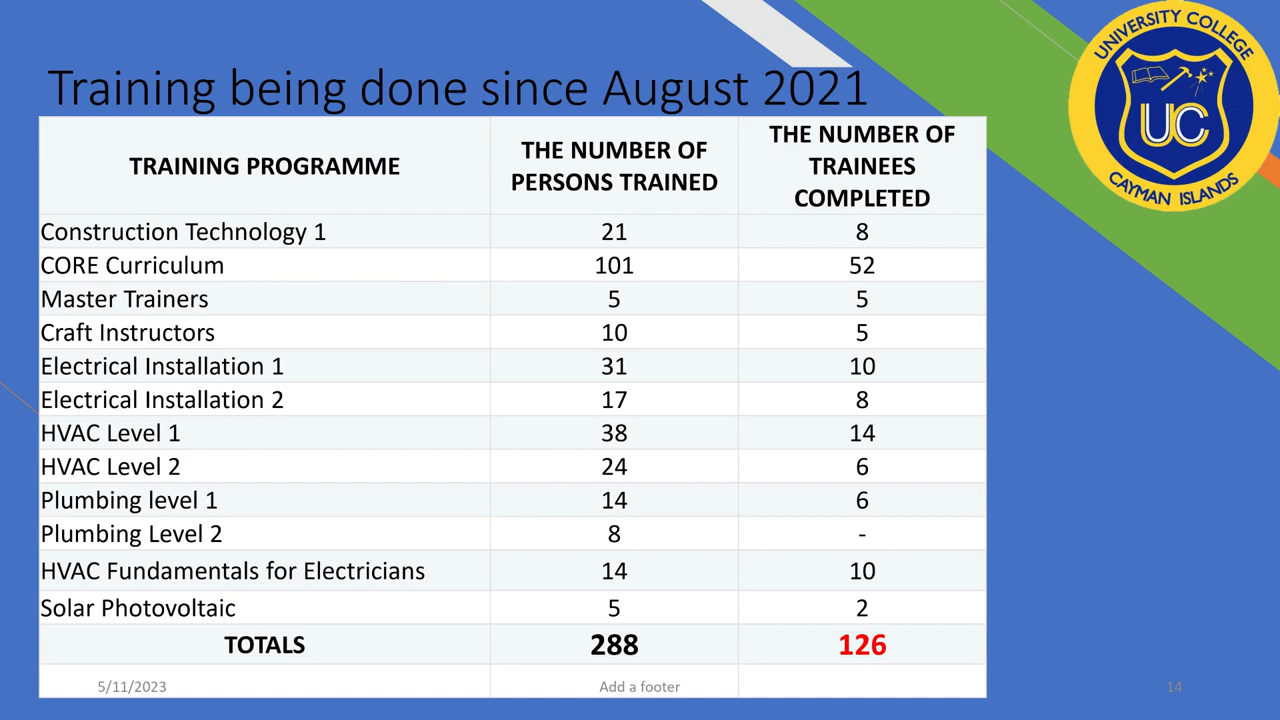 UNIVERSITY COLLEGE
UC
CAYMAN ISLANDS
Training being done since August 2021
TRAINING PROGRAMME THE NUMBER OF PERSONS TRAINED THE NUMBER OF TRAINEES COMPLETED
Construction Technology 1 21 8
CORE Curriculum 101 52
Master Trainers 5 5
Craft Instructors 10 5
Electrical Installation 1 31 10
Electrical Installation 2 17 8
HVAC Level 1 38 14
HVAC Level 2 24 6
Plumbing level 1 14 6
Plumbing Level 2 8 -
HVAC Fundamentals for Electricians 14 10
Solar Photovoltaic 5 2
TOTALS 288 126
5/11/2023 Add a footer 14